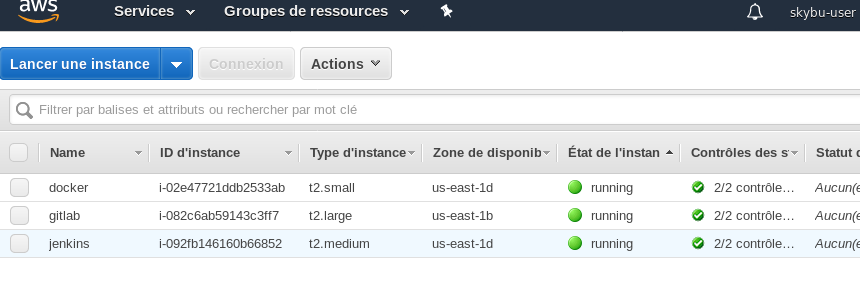 aws Services Groupes de ressources skybu-user
Lancer une instance Connexion Actions
Filtrer par balises et attributs ou rechercher par mot clé
Name ID d'instance Type d'instance Zone de disponib État de l'instan Contrôles des s Statut d
docker i-02e47721ddb2533ab t2.small us-east-1d running 2/2 contrôle… Aucun(e
gitlab i-082c6ab59143c3ff7 t2.large us-east-1b running 2/2 contrôle… Aucun(e
jenkins i-092fb146160b66852 t2.medium us-east-1d running 2/2 contrôle… Aucun(e